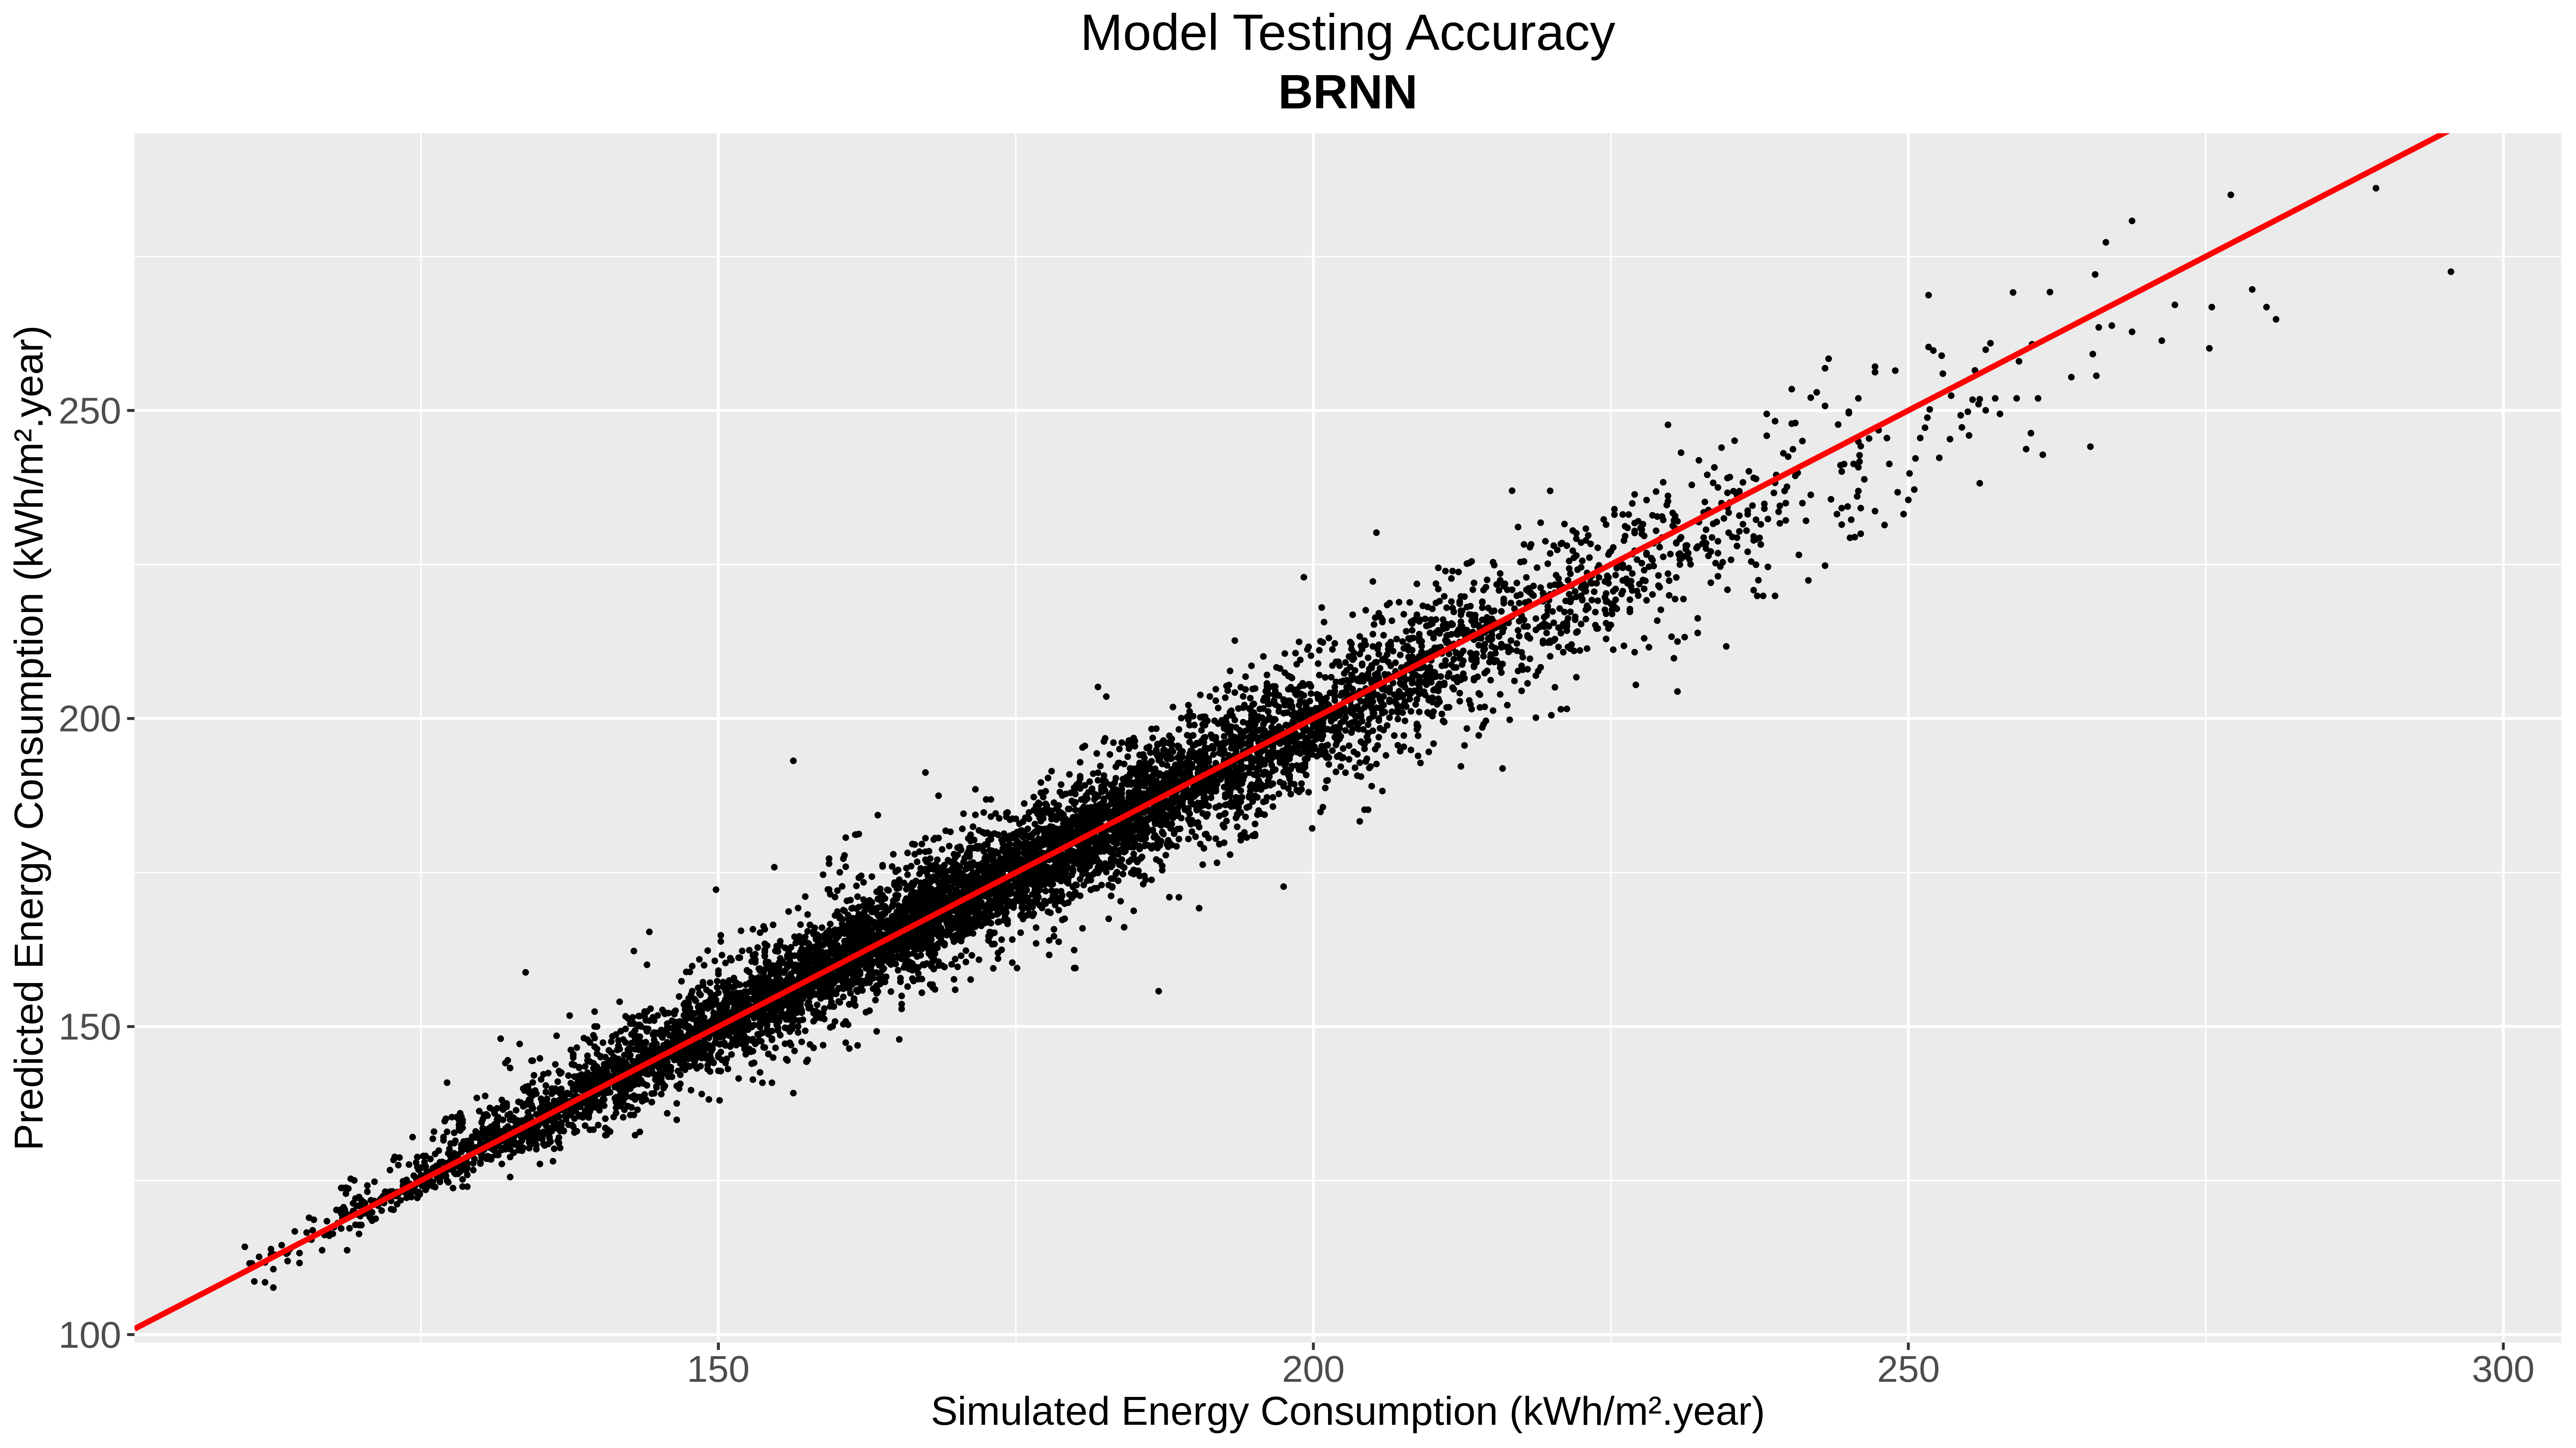 Model Testing Accuracy
BRNN
Predicted Energy Consumption (kWh/m².year)
250
200
150
100
150
200
250
300
Simulated Energy Consumption (kWh/m².year)